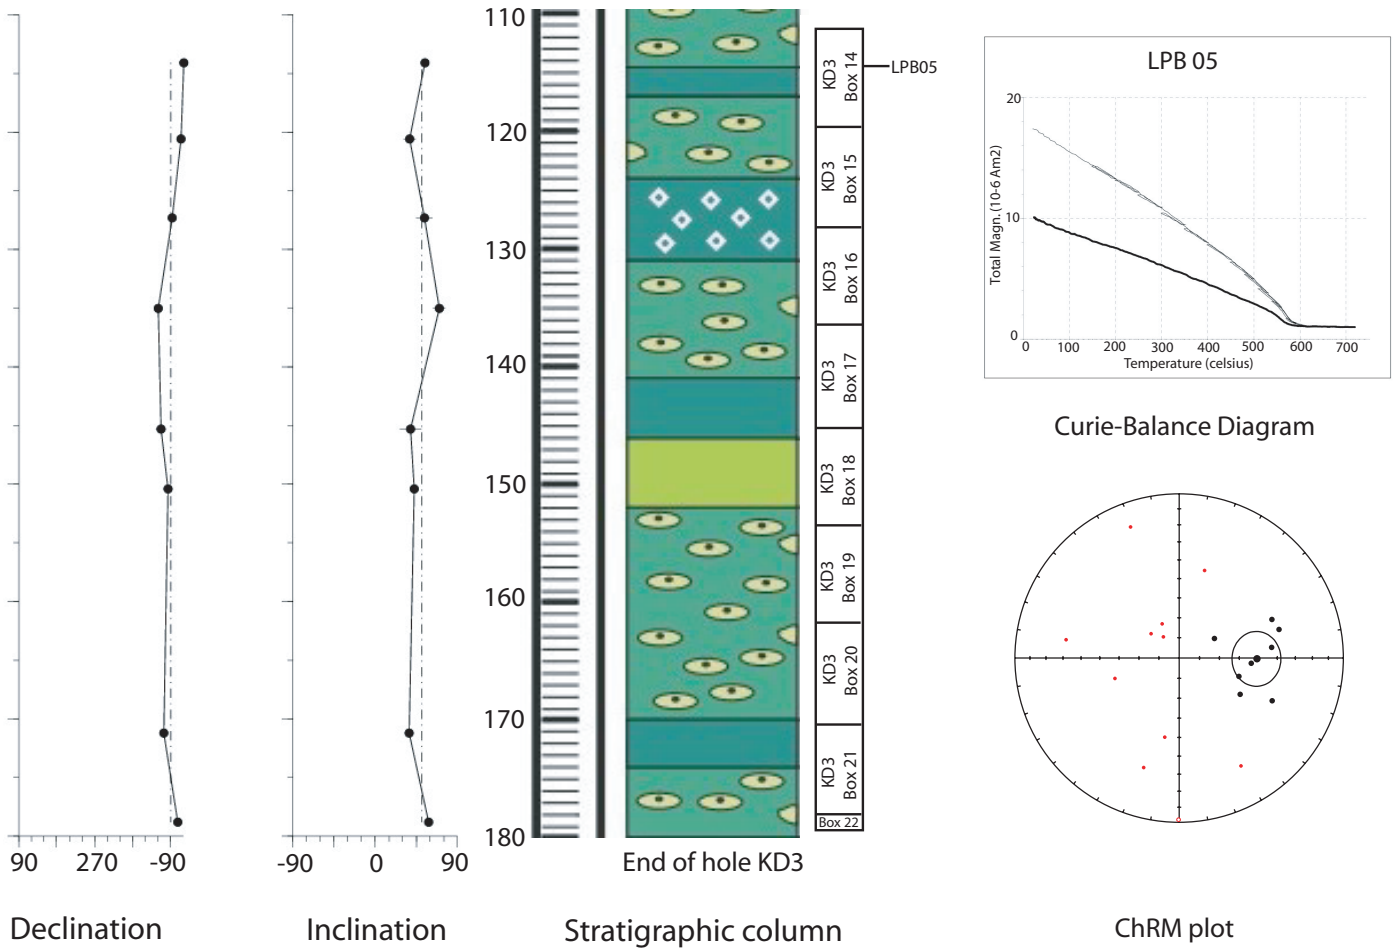 110
120
130
140
150
160
170
180
90 270 -90
-90 0 90
End of hole KD3
Declination
Inclination
Stratigraphic column
KD3
Box 14
KD3
Box 15
KD3
Box 16
KD3
Box 17
KD3
Box 18
KD3
Box 19
KD3
Box 20
KD3
Box 21
Box 22
LPB05
LPB 05
Total Magn. (10-6 Am2)
20
10
0
0 100 200 300 400 500 600 700
Temperature (celsius)
Curie-Balance Diagram
ChRM plot